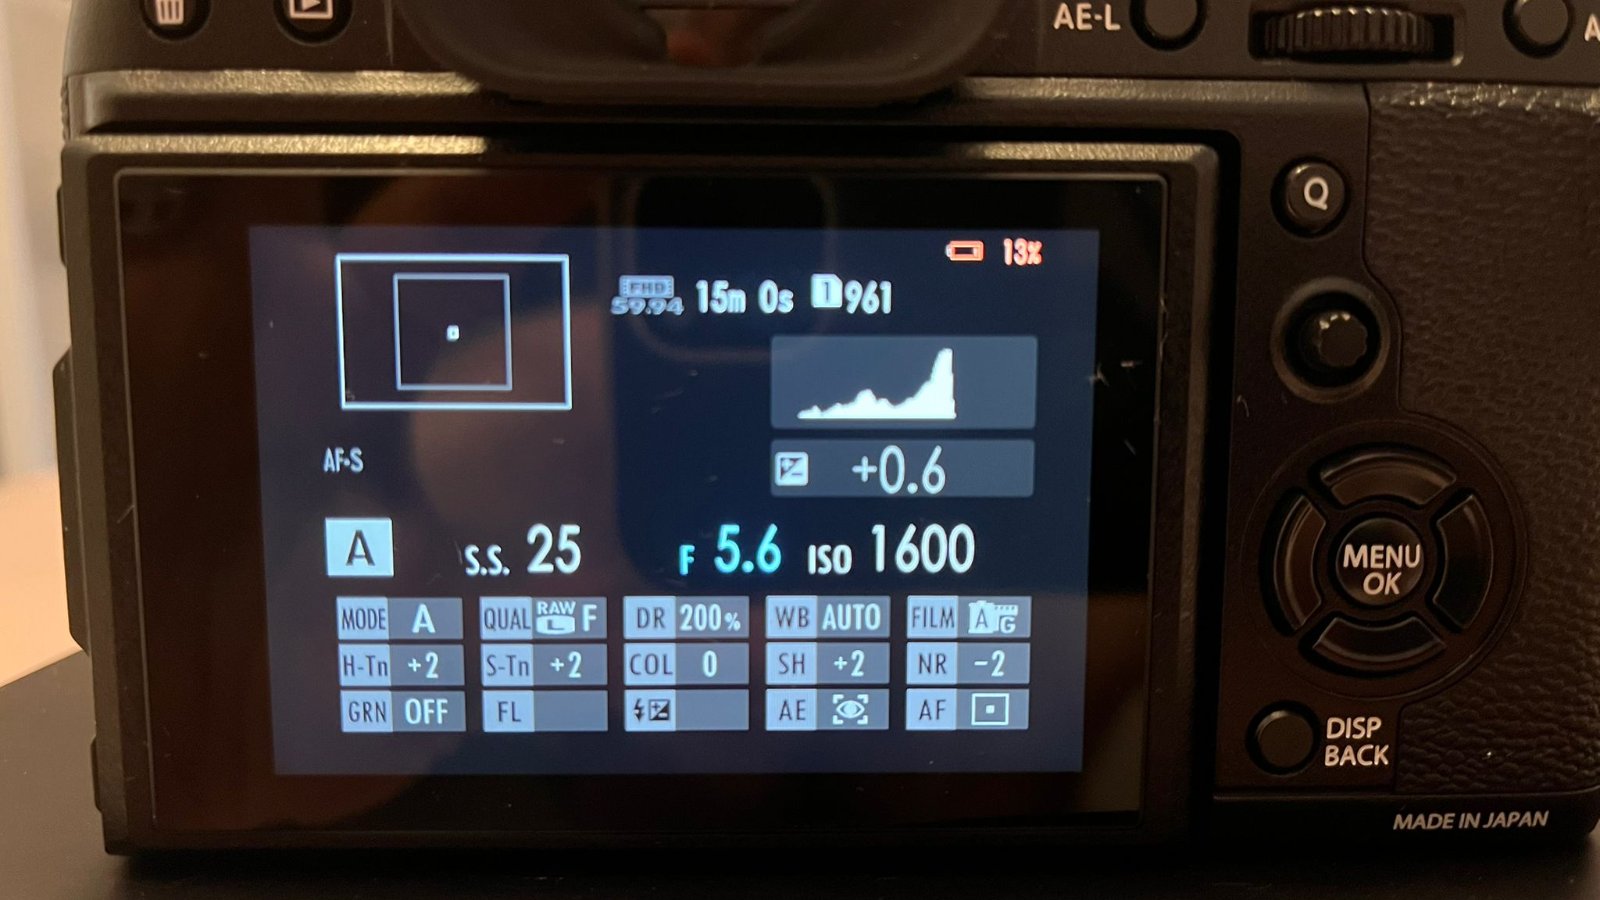 AE-L
A
Q
13%
FHD 59.94 15m 0s 1 961
+0.6
AF-S
A S.S. 25 F 5.6 ISO 1600
MODE A QUAL RAW L F DR 200% WB AUTO FILM A G
H-Tn +2 S-Tn +2 COL 0 SH +2 NR -2
GRN OFF FL AE AF
MENU
OK
DISP
BACK
MADE IN JAPAN